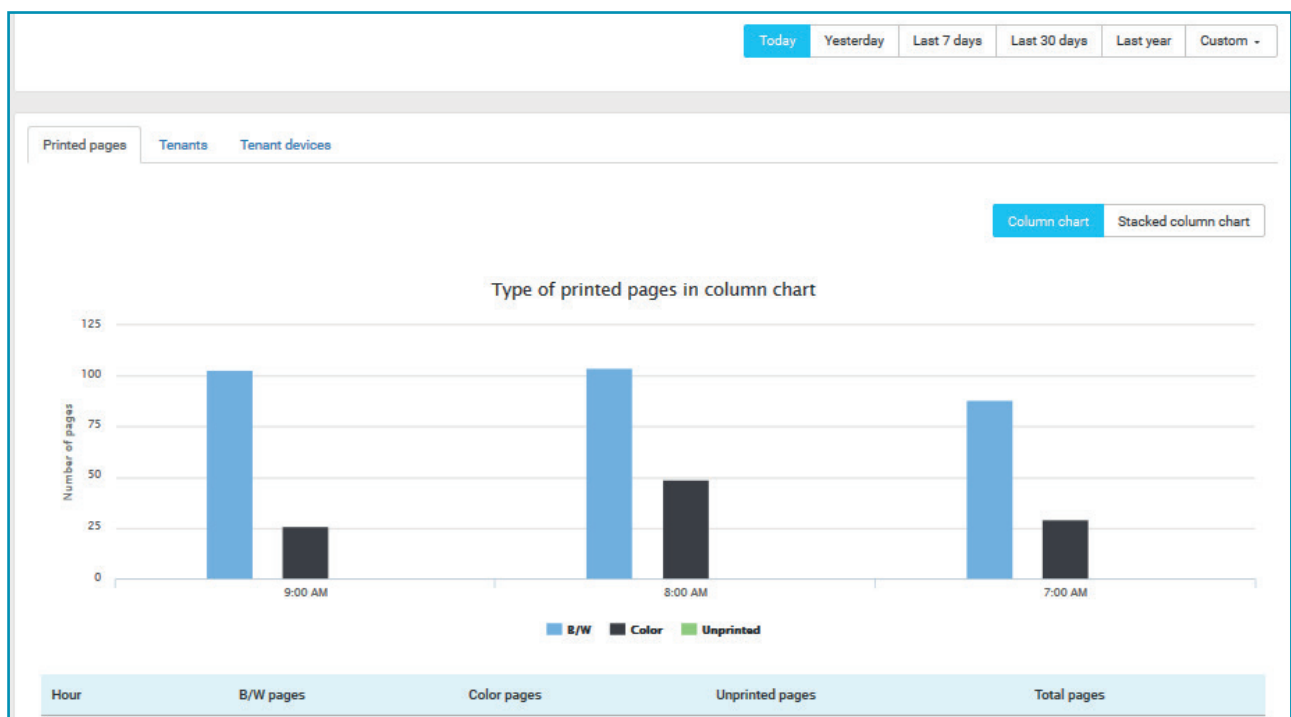 Today Yesterday Last 7 days Last 30 days Last year Custom
Printed pages Tenants Tenant devices
Column chart Stacked column chart
Type of printed pages in column chart
125
100
75
50
25
0
Number of pages
9:00 AM 8:00 AM 7:00 AM
B/W Color Unprinted
Hour B/W pages Color pages Unprinted pages Total pages